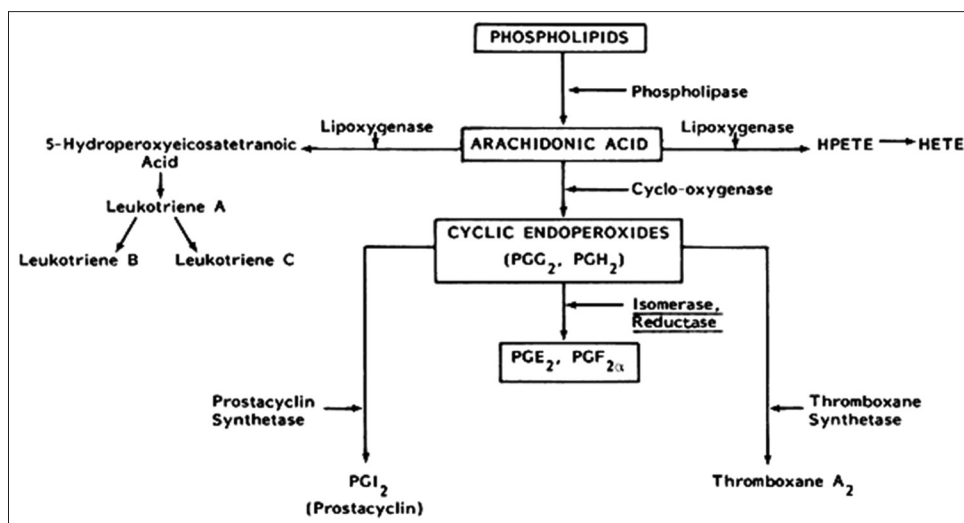 PHOSPHOLIPIDS
Phospholipase
Lipoxygenase
Lipoxygenase
5-Hydroperoxyeicosatetranoic
Acid
ARACHIDONIC ACID
HPETE
HETE
Cyclo-oxygenase
Leukotriene A
Leukotriene B
Leukotriene C
CYCLIC ENDOPEROXIDES
(PGG₂, PGH₂)
Isomerase,
Reductase
PGE₂, PGF₂α
Prostacyclin
Synthetase
Thromboxane
Synthetase
PGI₂
(Prostacyclin)
Thromboxane A₂